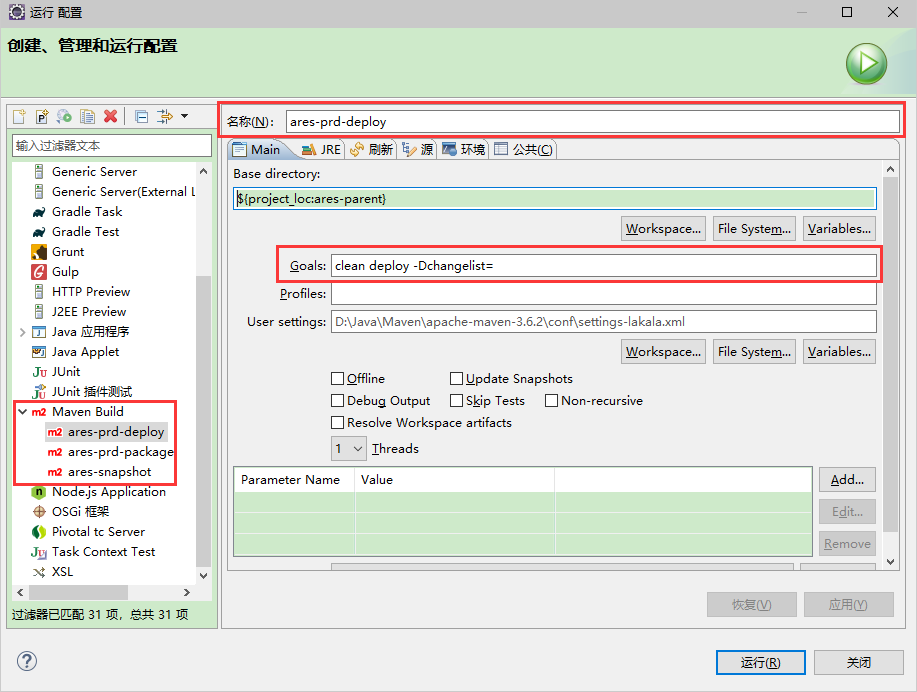 运行 配置
创建、管理和运行配置
输入过滤器文本
Generic Server
Generic Server(External L
Gradle Task
Gradle Test
Grunt
Gulp
HTTP Preview
J2EE Preview
Java 应用程序
Java Applet
JUnit
JUnit 插件测试
Maven Build
ares-prd-deploy
ares-prd-package
ares-snapshot
Node.js Application
OSGi 框架
Pivotal tc Server
Task Context Test
XSL
过滤器已匹配 31 项，总共 31 项
名称(N): ares-prd-deploy
Main JRE 刷新 源 环境 公共(C)
Base directory:
${project_loc:ares-parent}
Workspace... File System... Variables...
Goals: clean deploy -Dchangelist=
Profiles:
User settings: D:\Java\Maven\apache-maven-3.6.2\conf\settings-lakala.xml
Workspace... File System... Variables...
Offline Update Snapshots
Debug Output Skip Tests Non-recursive
Resolve Workspace artifacts
1 Threads
Parameter Name Value
Add...
Edit...
Remove
恢复(V) 应用(Y)
运行(R) 关闭